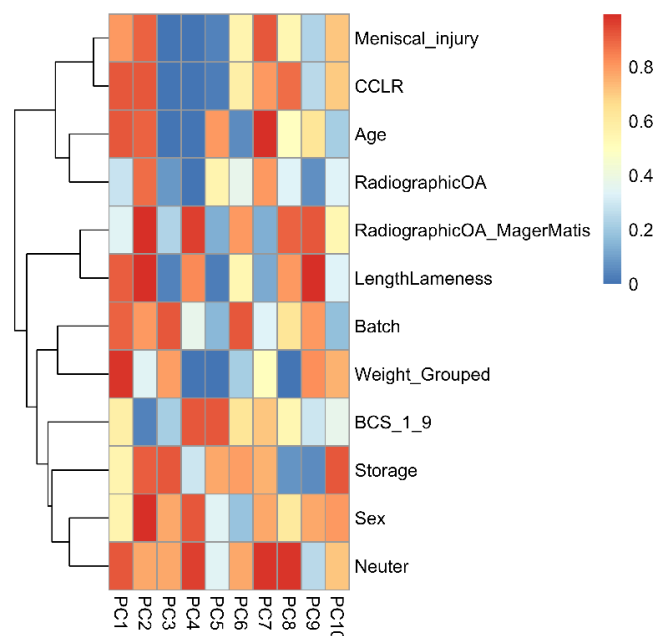 Meniscal_injury
CCLR
Age
RadiographicOA
RadiographicOA_MagerMatis
LengthLameness
Batch
Weight_Grouped
BCS_1_9
Storage
Sex
Neuter
PC1
PC2
PC3
PC4
PC5
PC6
PC7
PC8
PC9
PC10
0.8
0.6
0.4
0.2
0